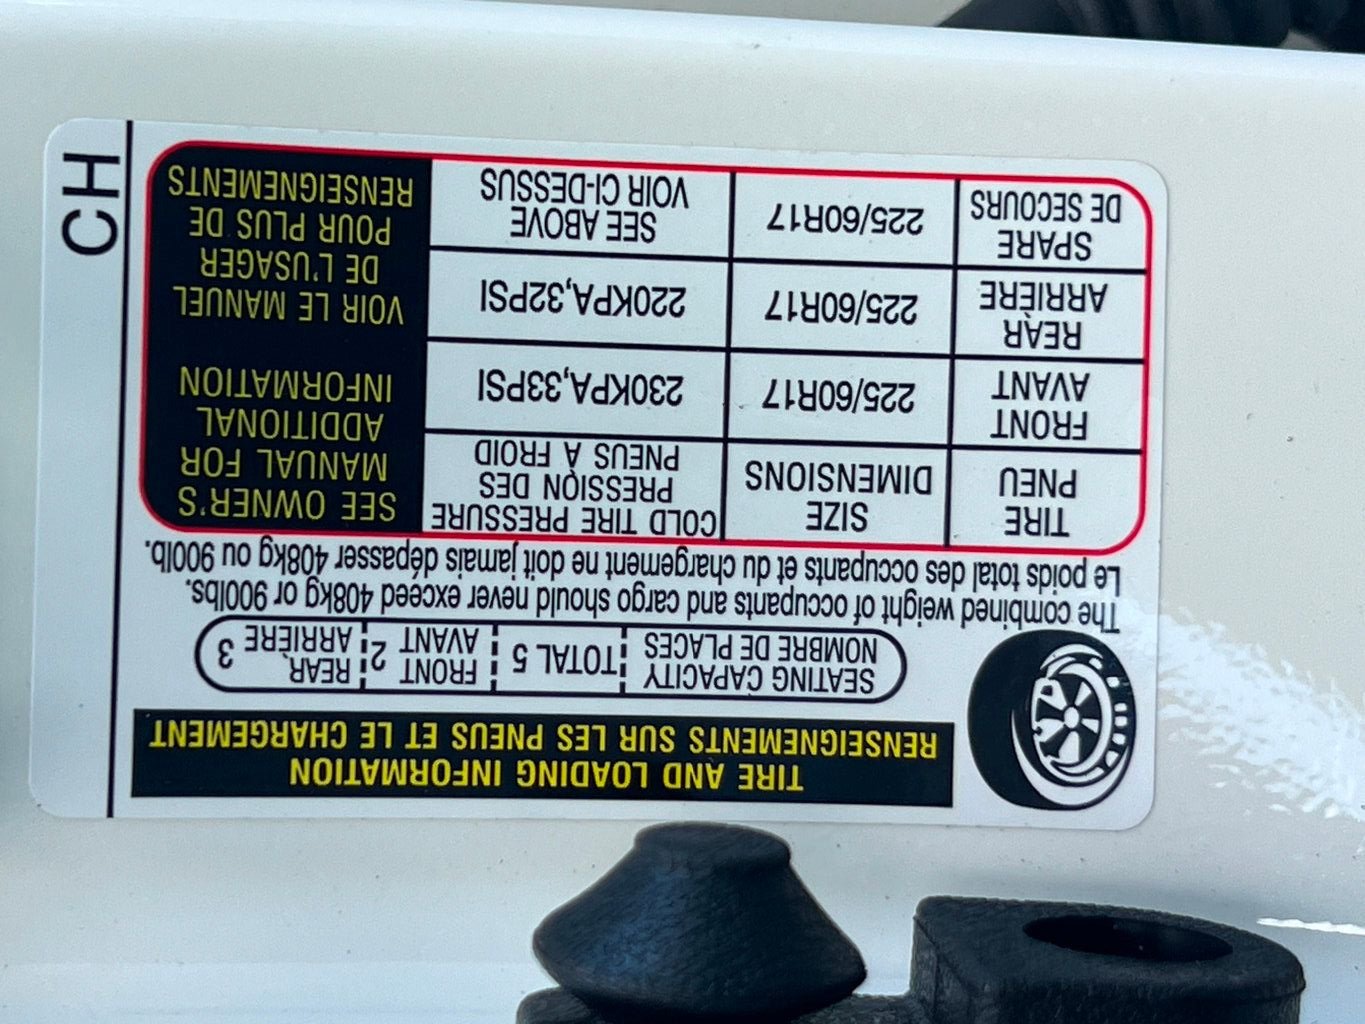 TIRE AND LOADING INFORMATION
RENSEIGNEMENTS SUR LES PNEUS ET LE CHARGEMENT
SEATING CAPACITY
NOMBRE DE PLACES
TOTAL 5
FRONT
AVANT
2
REAR
ARRIÈRE
3
The combined weight of occupants and cargo should never exceed 408kg or 900lbs.
Le poids total des occupants et du chargement ne doit jamais dépasser 408kg ou 900lb.
TIRE
PNEU
SIZE
DIMENSIONS
COLD TIRE PRESSURE
PRESSION DES
PNEUS A FROID
FRONT
AVANT
225/60R17
230KPA,33PSI
REAR
ARRIÈRE
225/60R17
220KPA,32PSI
SPARE
DE SECOURS
225/60R17
SEE ABOVE
VOIR CI-DESSUS
SEE OWNER'S
MANUAL FOR
ADDITIONAL
INFORMATION
VOIR LE MANUEL
DE L'USAGER
POUR PLUS DE
RENSEIGNEMENTS
CH